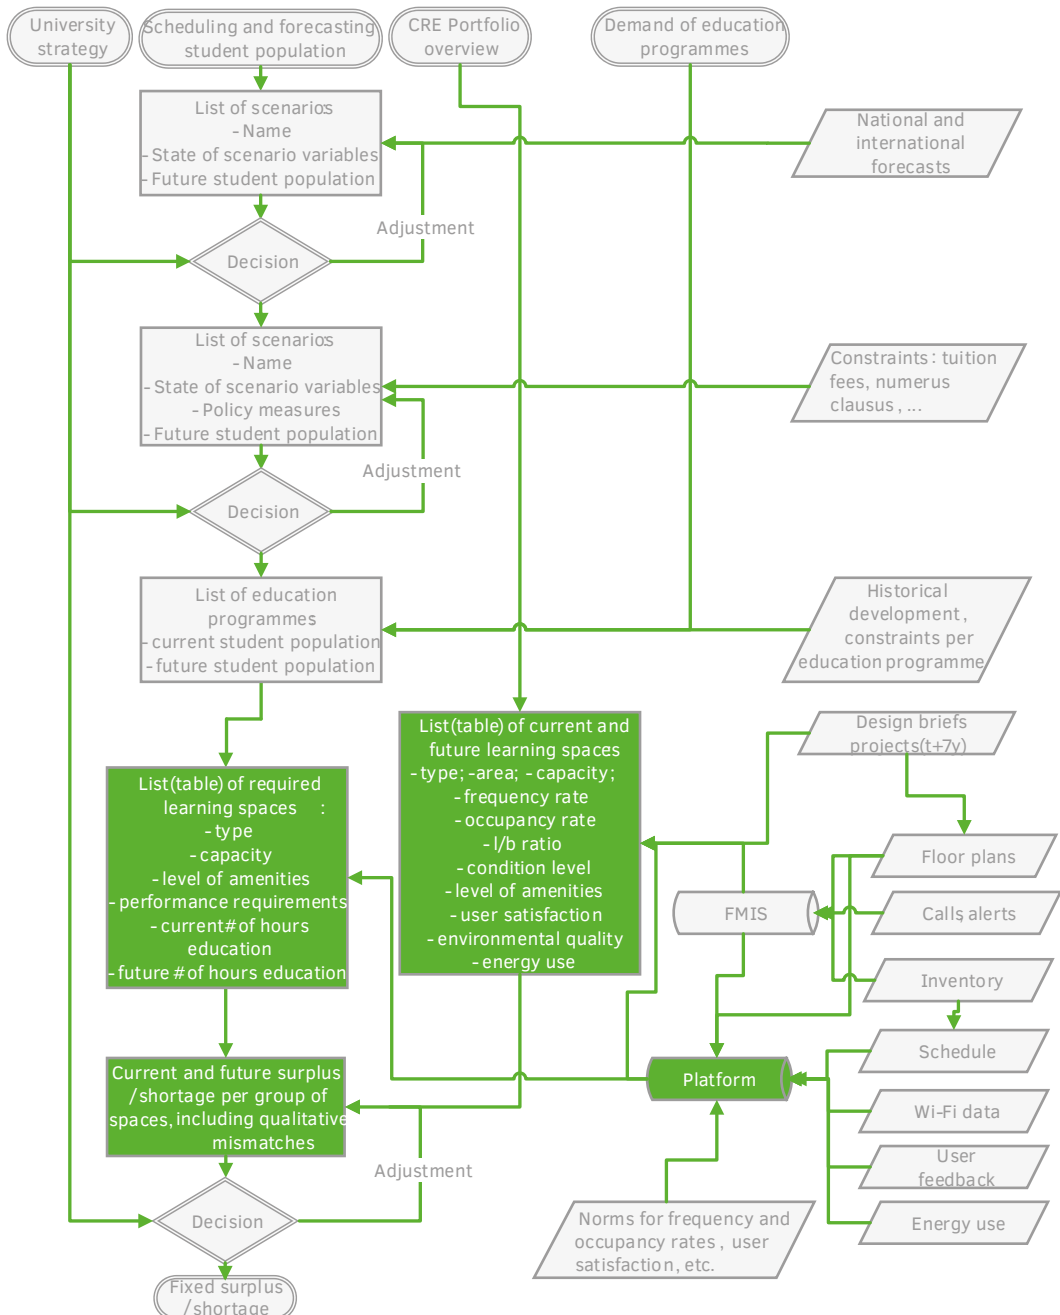 University
strategy
Scheduling and forecasting
student population
CRE Portfolio
overview
Demand of education
programmes
List of scenarios
- Name
- State of scenario variables
- Future student population
National and
international
forecasts
Adjustment
Decision
List of scenarios
- Name
- State of scenario variables
- Policy measures
- Future student population
Constraints: tuition
fees, numerus
clausus, ...
Adjustment
Decision
List of education
programmes
- current student population
- future student population
Historical
development,
constraints per
education programme
List(table) of current and
future learning spaces
- type; -area; - capacity;
- frequency rate
- occupancy rate
- l/b ratio
- condition level
- level of amenities
- user satisfaction
- environmental quality
- energy use
Design briefs
projects(t+7y)
List(table) of required
learning spaces :
- type
- capacity
- level of amenities
- performance requirements
- current# of hours
education
- future # of hours education
Floor plans
FMIS
Calls, alerts
Inventory
Schedule
Current and future surplus
/shortage per group of
spaces, including qualitative
mismatches
Platform
Wi-Fi data
User
feedback
Adjustment
Decision
Norms for frequency and
occupancy rates, user
satisfaction, etc.
Energy use
Fixed surplus
/shortage